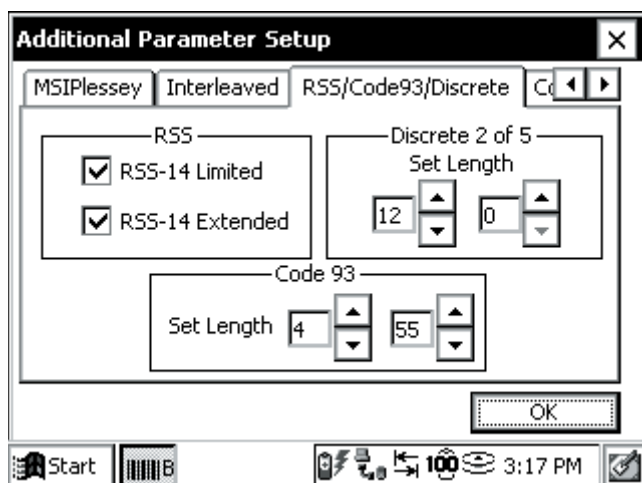 Additional Parameter Setup
MSIPlessey Interleaved RSS/Code93/Discrete
RSS
RSS-14 Limited
RSS-14 Extended
Discrete 2 of 5
Set Length
12 0
Code 93
Set Length 4 55
OK
Start B 100 3:17 PM